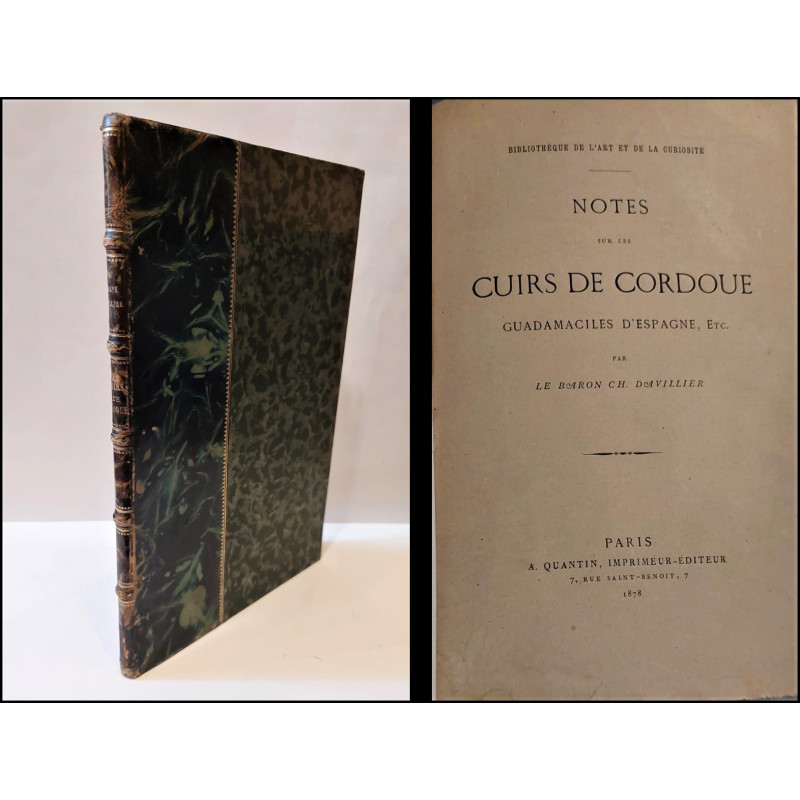 BIBLIOTHÈQUE DE L'ART ET DE LA CURIOSITÉ
NOTES
SUR LES
CUIRS DE CORDOUE
GUADAMACILES D'ESPAGNE, ETC.
PAR
LE BARON CH. DAVILLIER
PARIS
A. QUANTIN, IMPRIMEUR-ÉDITEUR
7, RUE SAINT-BENOIT, 7
1878